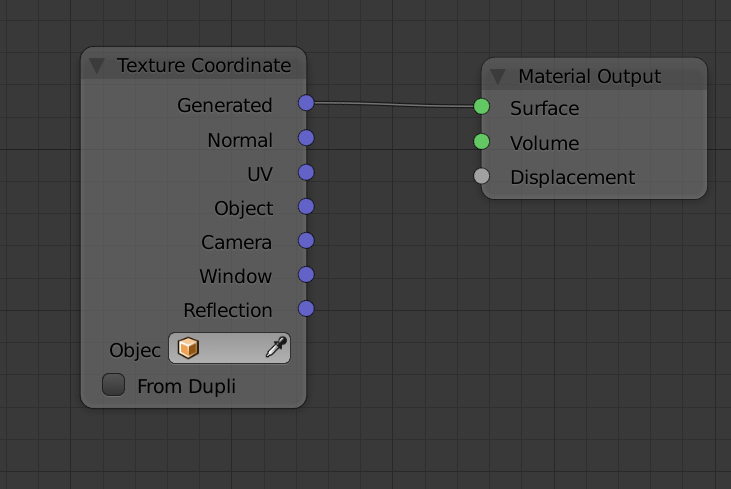 Texture Coordinate
Generated
Normal
UV
Object
Camera
Window
Reflection
Objec
From Dupli
Material Output
Surface
Volume
Displacement